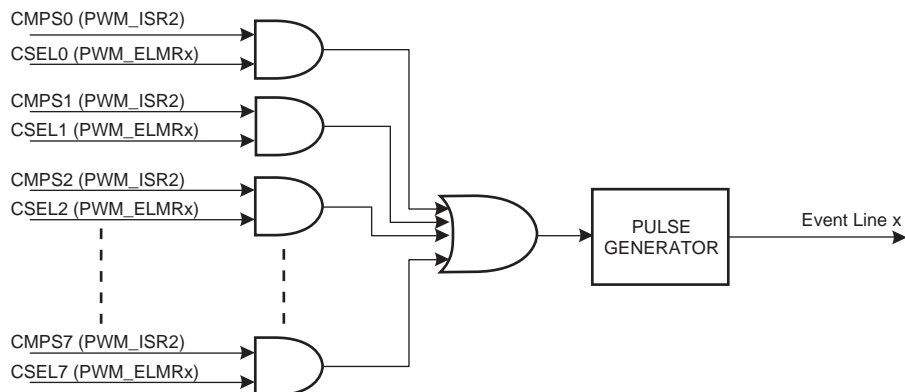 CMPS0 (PWM_ISR2)
CSEL0 (PWM_ELMRx)
CMPS1 (PWM_ISR2)
CSEL1 (PWM_ELMRx)
CMPS2 (PWM_ISR2)
CSEL2 (PWM_ELMRx)
PULSE
GENERATOR
Event Line x
CMPS7 (PWM_ISR2)
CSEL7 (PWM_ELMRx)